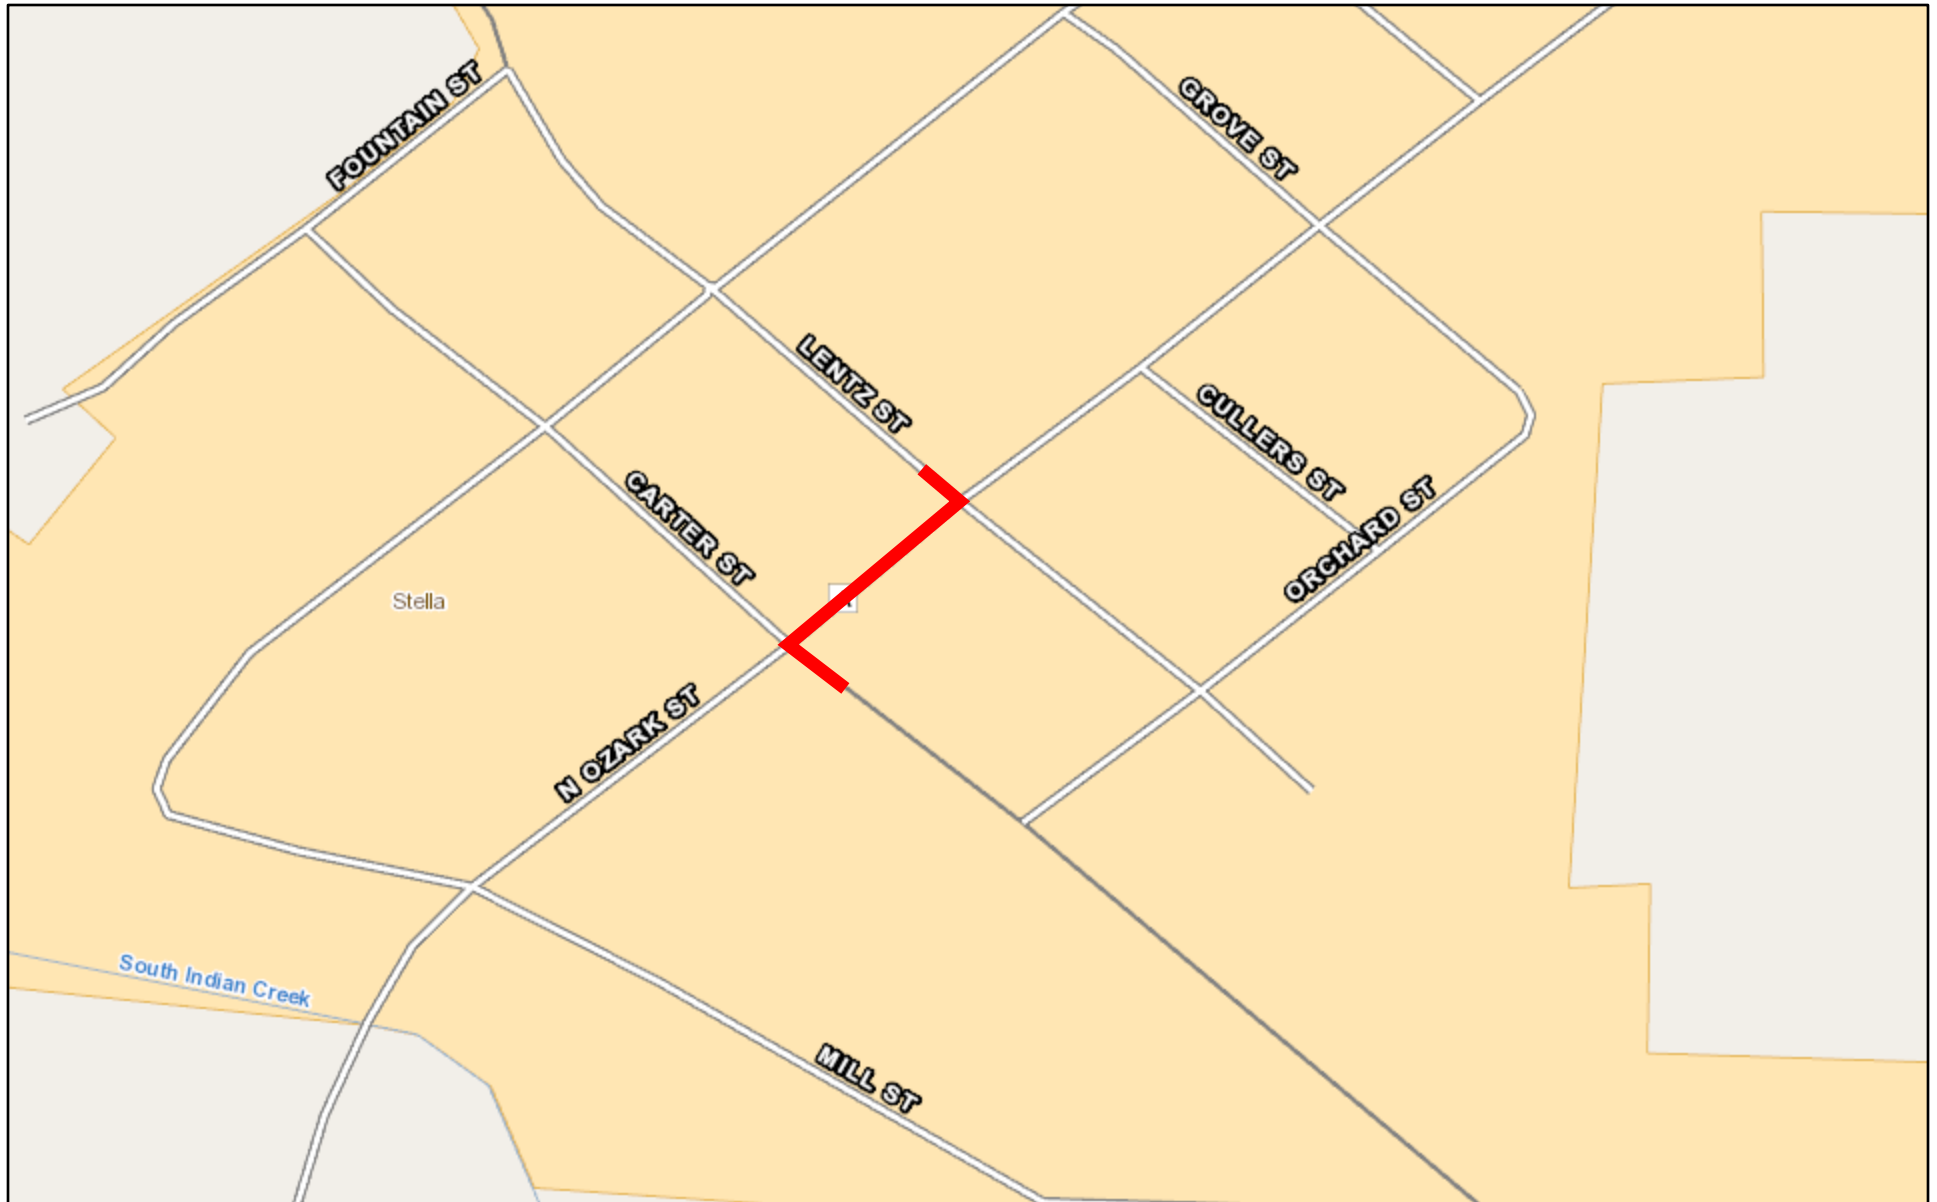 FOUNTAIN ST
GROVE ST
LENTZ ST
CULLERS ST
CARTER ST
ORCHARD ST
Stella
N OZARK ST
South Indian Creek
MILL ST